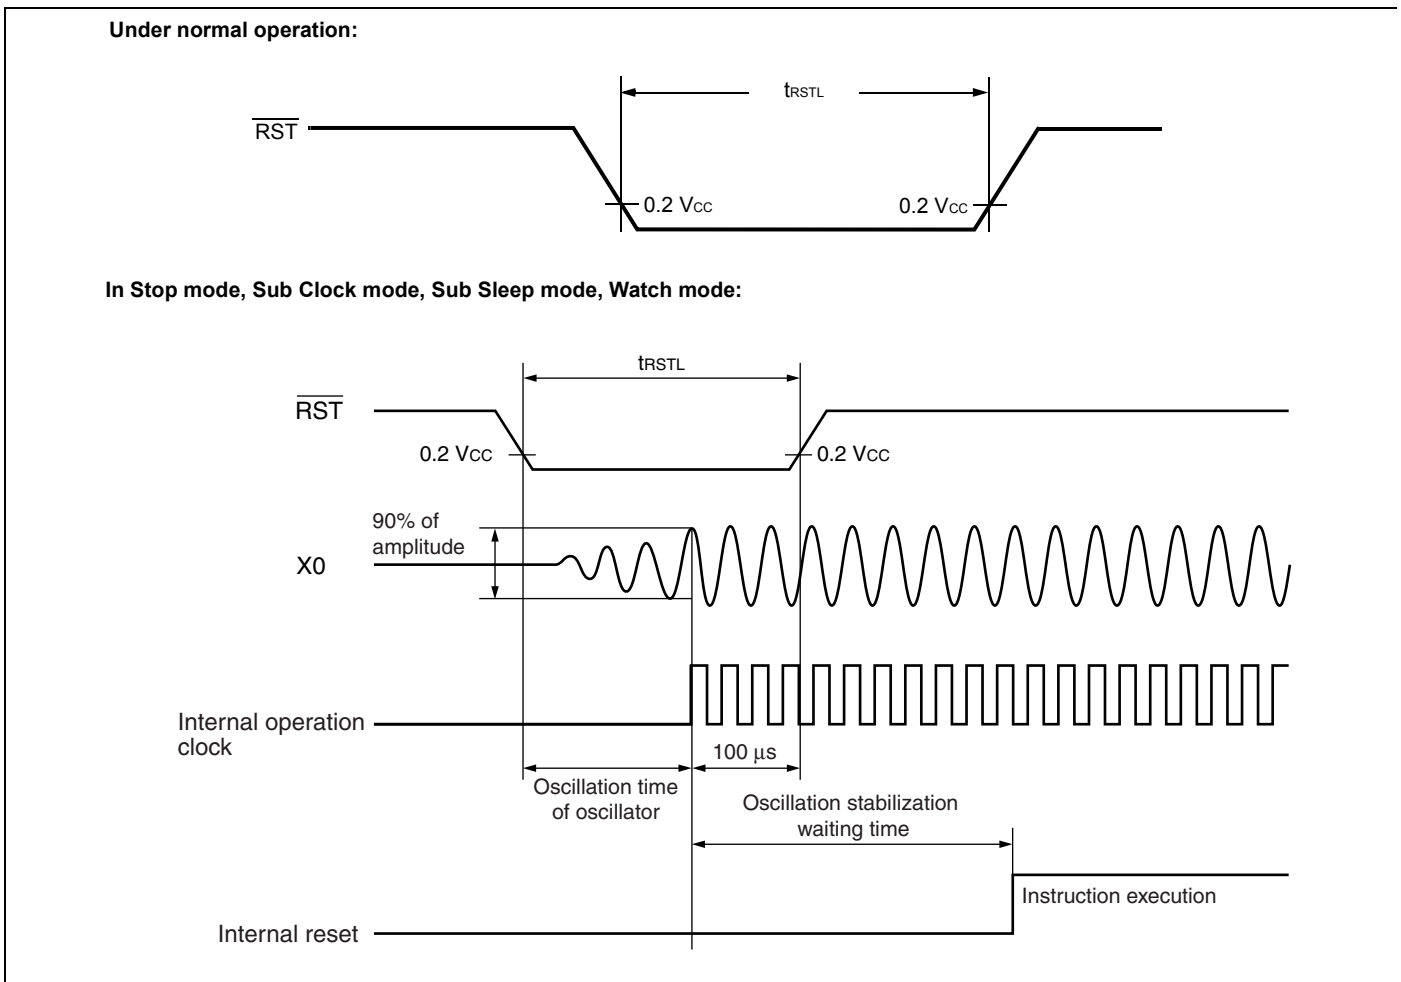 Under normal operation:
tRSTL
RST
0.2 VCC
0.2 VCC
In Stop mode, Sub Clock mode, Sub Sleep mode, Watch mode:
tRSTL
RST
0.2 VCC
0.2 VCC
90% of
amplitude
X0
Internal operation
clock
100 μs
Oscillation time
of oscillator
Oscillation stabilization
waiting time
Instruction execution
Internal reset